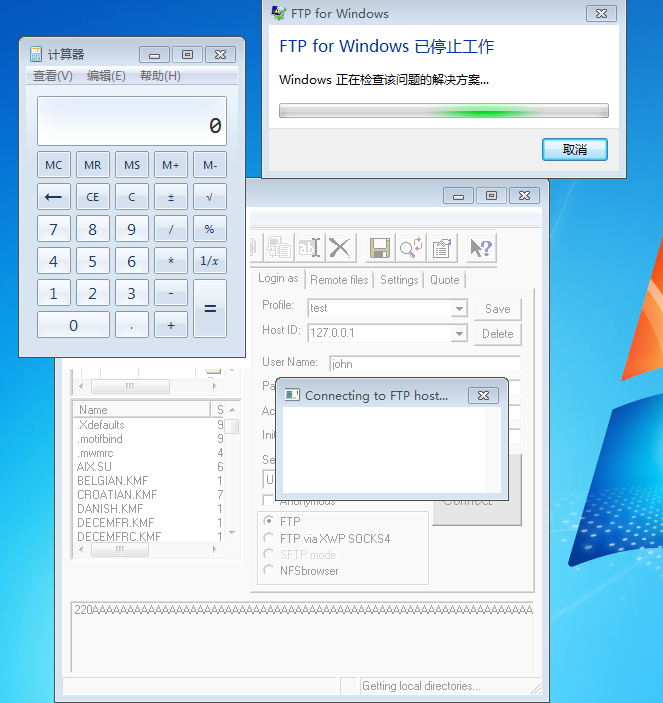 FTP for Windows
FTP for Windows 已停止工作
Windows 正在检查该问题的解决方案...
取消
计算器
查看(V) 编辑(E) 帮助(H)
0
MC MR MS M+ M-
← CE C ± √
7 8 9 / %
4 5 6 * 1/x
1 2 3 - =
0 . +
Login as Remote files Settings Quote
Profile: test Save
Host ID: 127.0.0.1 Delete
User Name: john
Connecting to FTP host...
Anonymous
Connect
FTP
FTP via XWP SOCKS4
SFTP mode
NFSbrowser
Name S
.Xdefaults 9
.motifbind 9
.mwmrc 4
AIX.SU 6
BELGIAN.KMF 1
CROATIAN.KMF 7
DANISH.KMF 1
DECEMFR.KMF 1
DECEMFRC.KMF 1
Getting local directories...